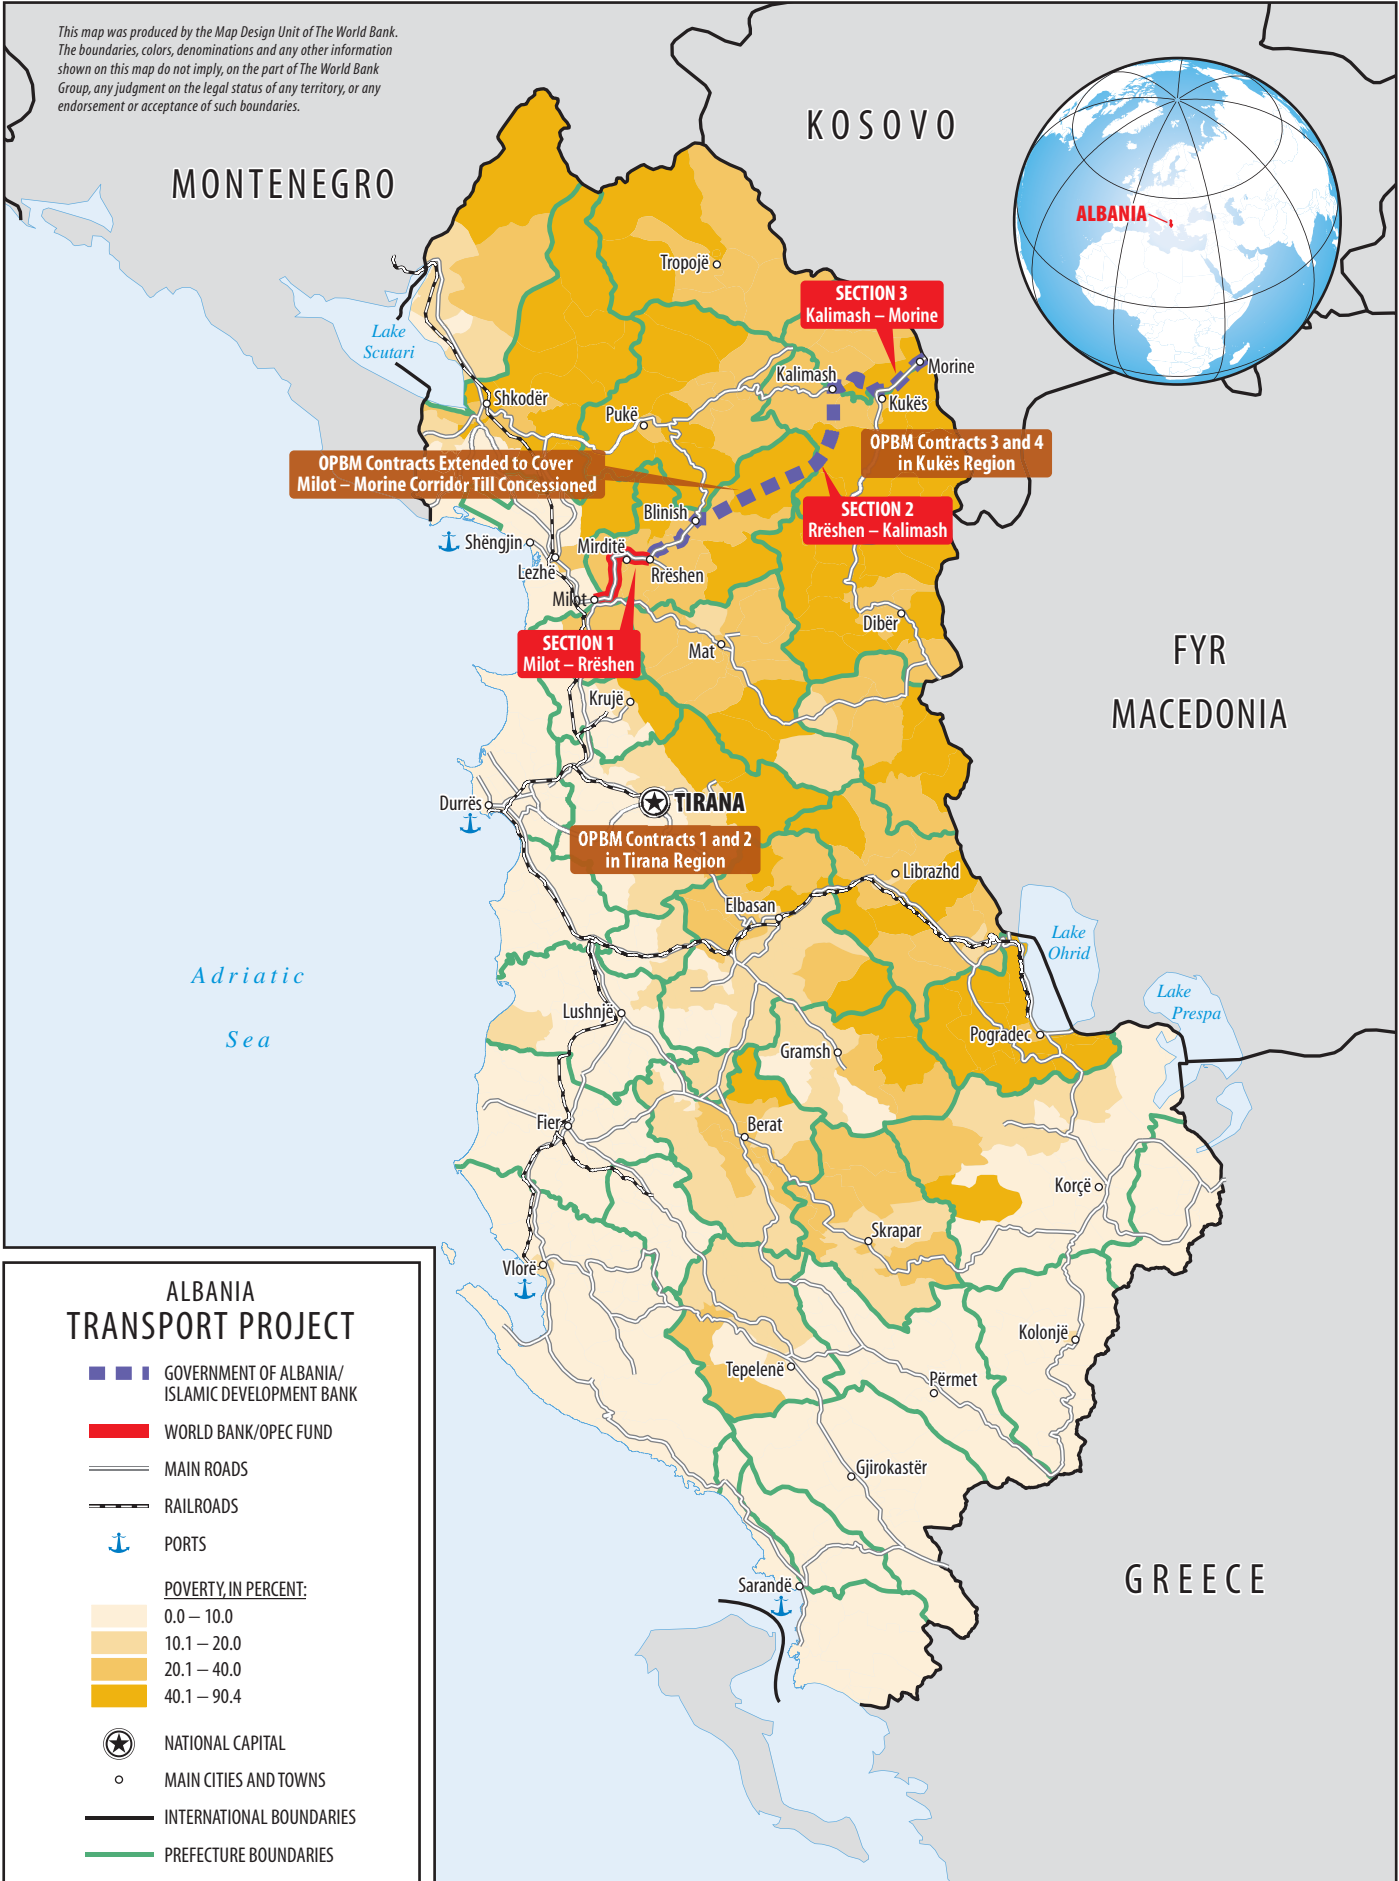 This map was produced by the Map Design Unit of The World Bank.
The boundaries, colors, denominations and any other information
shown on this map do not imply, on the part of The World Bank
Group, any judgment on the legal status of any territory, or any
endorsement or acceptance of such boundaries.
KOSOVO
MONTENEGRO
ALBANIA
Tropojë
SECTION 3
Kalimash – Morine
Lake
Scutari
Morine
Kalimash
Shkodër
Kukës
Pukë
OPBM Contracts 3 and 4
in Kukës Region
OPBM Contracts Extended to Cover
Milot – Morine Corridor Till Concessioned
SECTION 2
Rrëshen – Kalimash
Blinish
Shëngjin
Mirditë
Lezhë
Rrëshen
Milot
Dibër
SECTION 1
Milot – Rrëshen
Mat
FYR
MACEDONIA
Krujë
Durrës
TIRANA
OPBM Contracts 1 and 2
in Tirana Region
Librazhd
Elbasan
Lake
Ohrid
Adriatic
Sea
Lake
Prespa
Lushnjë
Pogradec
Gramsh
Fier
Berat
Korçë
Skrapar
Vlorë
Kolonjë
Tepelenë
Përmet
Gjirokastër
Sarandë
GREECE
ALBANIA
TRANSPORT PROJECT
GOVERNMENT OF ALBANIA/
ISLAMIC DEVELOPMENT BANK
WORLD BANK/OPEC FUND
MAIN ROADS
RAILROADS
PORTS
POVERTY, IN PERCENT:
0.0 – 10.0
10.1 – 20.0
20.1 – 40.0
40.1 – 90.4
NATIONAL CAPITAL
MAIN CITIES AND TOWNS
INTERNATIONAL BOUNDARIES
PREFECTURE BOUNDARIES